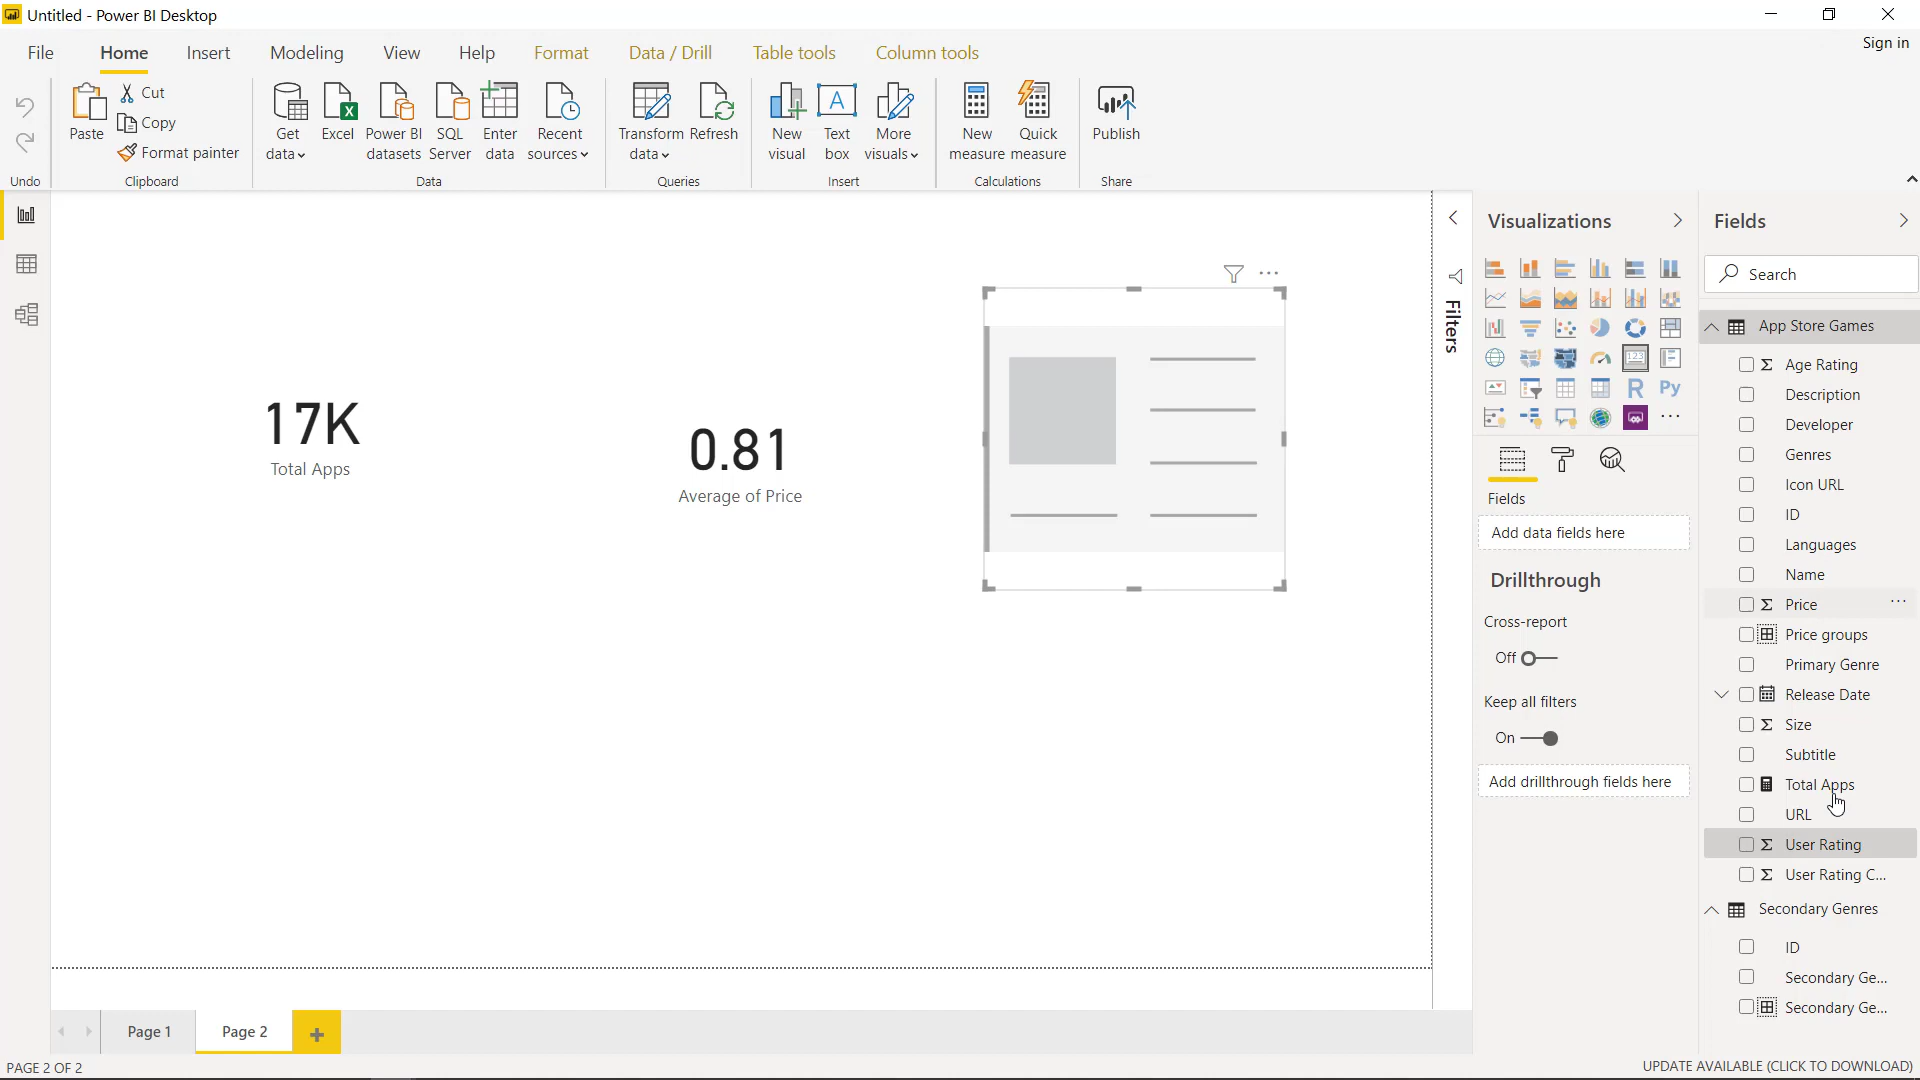 Untitled - Power BI Desktop
Sign in
File Home Insert Modeling View Help Format Data / Drill Table tools Column tools
Paste
Cut
Copy
Format painter
Get data
Excel
Power BI datasets
SQL Server
Enter data
Recent sources
Transform data
Refresh
New visual
Text box
More visuals
New measure
Quick measure
Publish
Undo
Clipboard
Data
Queries
Insert
Calculations
Share
17K
Total Apps
0.81
Average of Price
Filters
Visualizations
123
R
Py
Fields
Add data fields here
Drillthrough
Cross-report
Off
Keep all filters
On
Add drillthrough fields here
Fields
Search
App Store Games
Σ Age Rating
Description
Developer
Genres
Icon URL
ID
Languages
Name
Σ Price ...
Price groups
Primary Genre
Release Date
Σ Size
Subtitle
Total Apps
URL
Σ User Rating
Σ User Rating C...
Secondary Genres
ID
Secondary Ge...
Secondary Ge...
Page 1
Page 2
+
PAGE 2 OF 2
UPDATE AVAILABLE (CLICK TO DOWNLOAD)